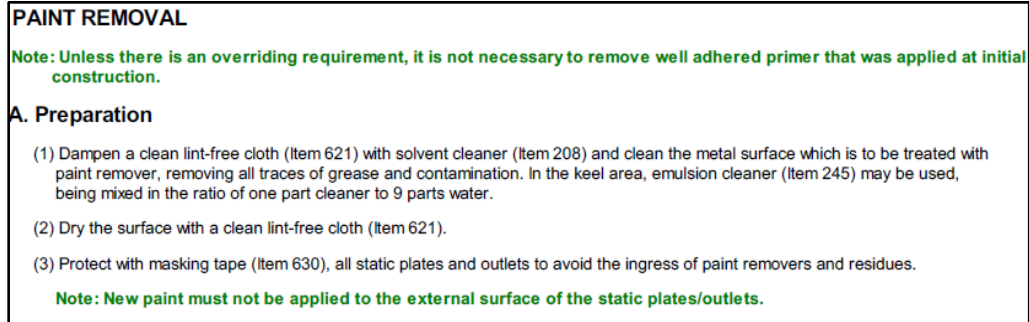 PAINT REMOVAL
Note: Unless there is an overriding requirement, it is not necessary to remove well adhered primer that was applied at initial
construction.
A. Preparation
(1) Dampen a clean lint-free cloth (Item 621) with solvent cleaner (Item 208) and clean the metal surface which is to be treated with
paint remover, removing all traces of grease and contamination. In the keel area, emulsion cleaner (Item 245) may be used,
being mixed in the ratio of one part cleaner to 9 parts water.
(2) Dry the surface with a clean lint-free cloth (Item 621).
(3) Protect with masking tape (Item 630), all static plates and outlets to avoid the ingress of paint removers and residues.
Note: New paint must not be applied to the external surface of the static plates/outlets.